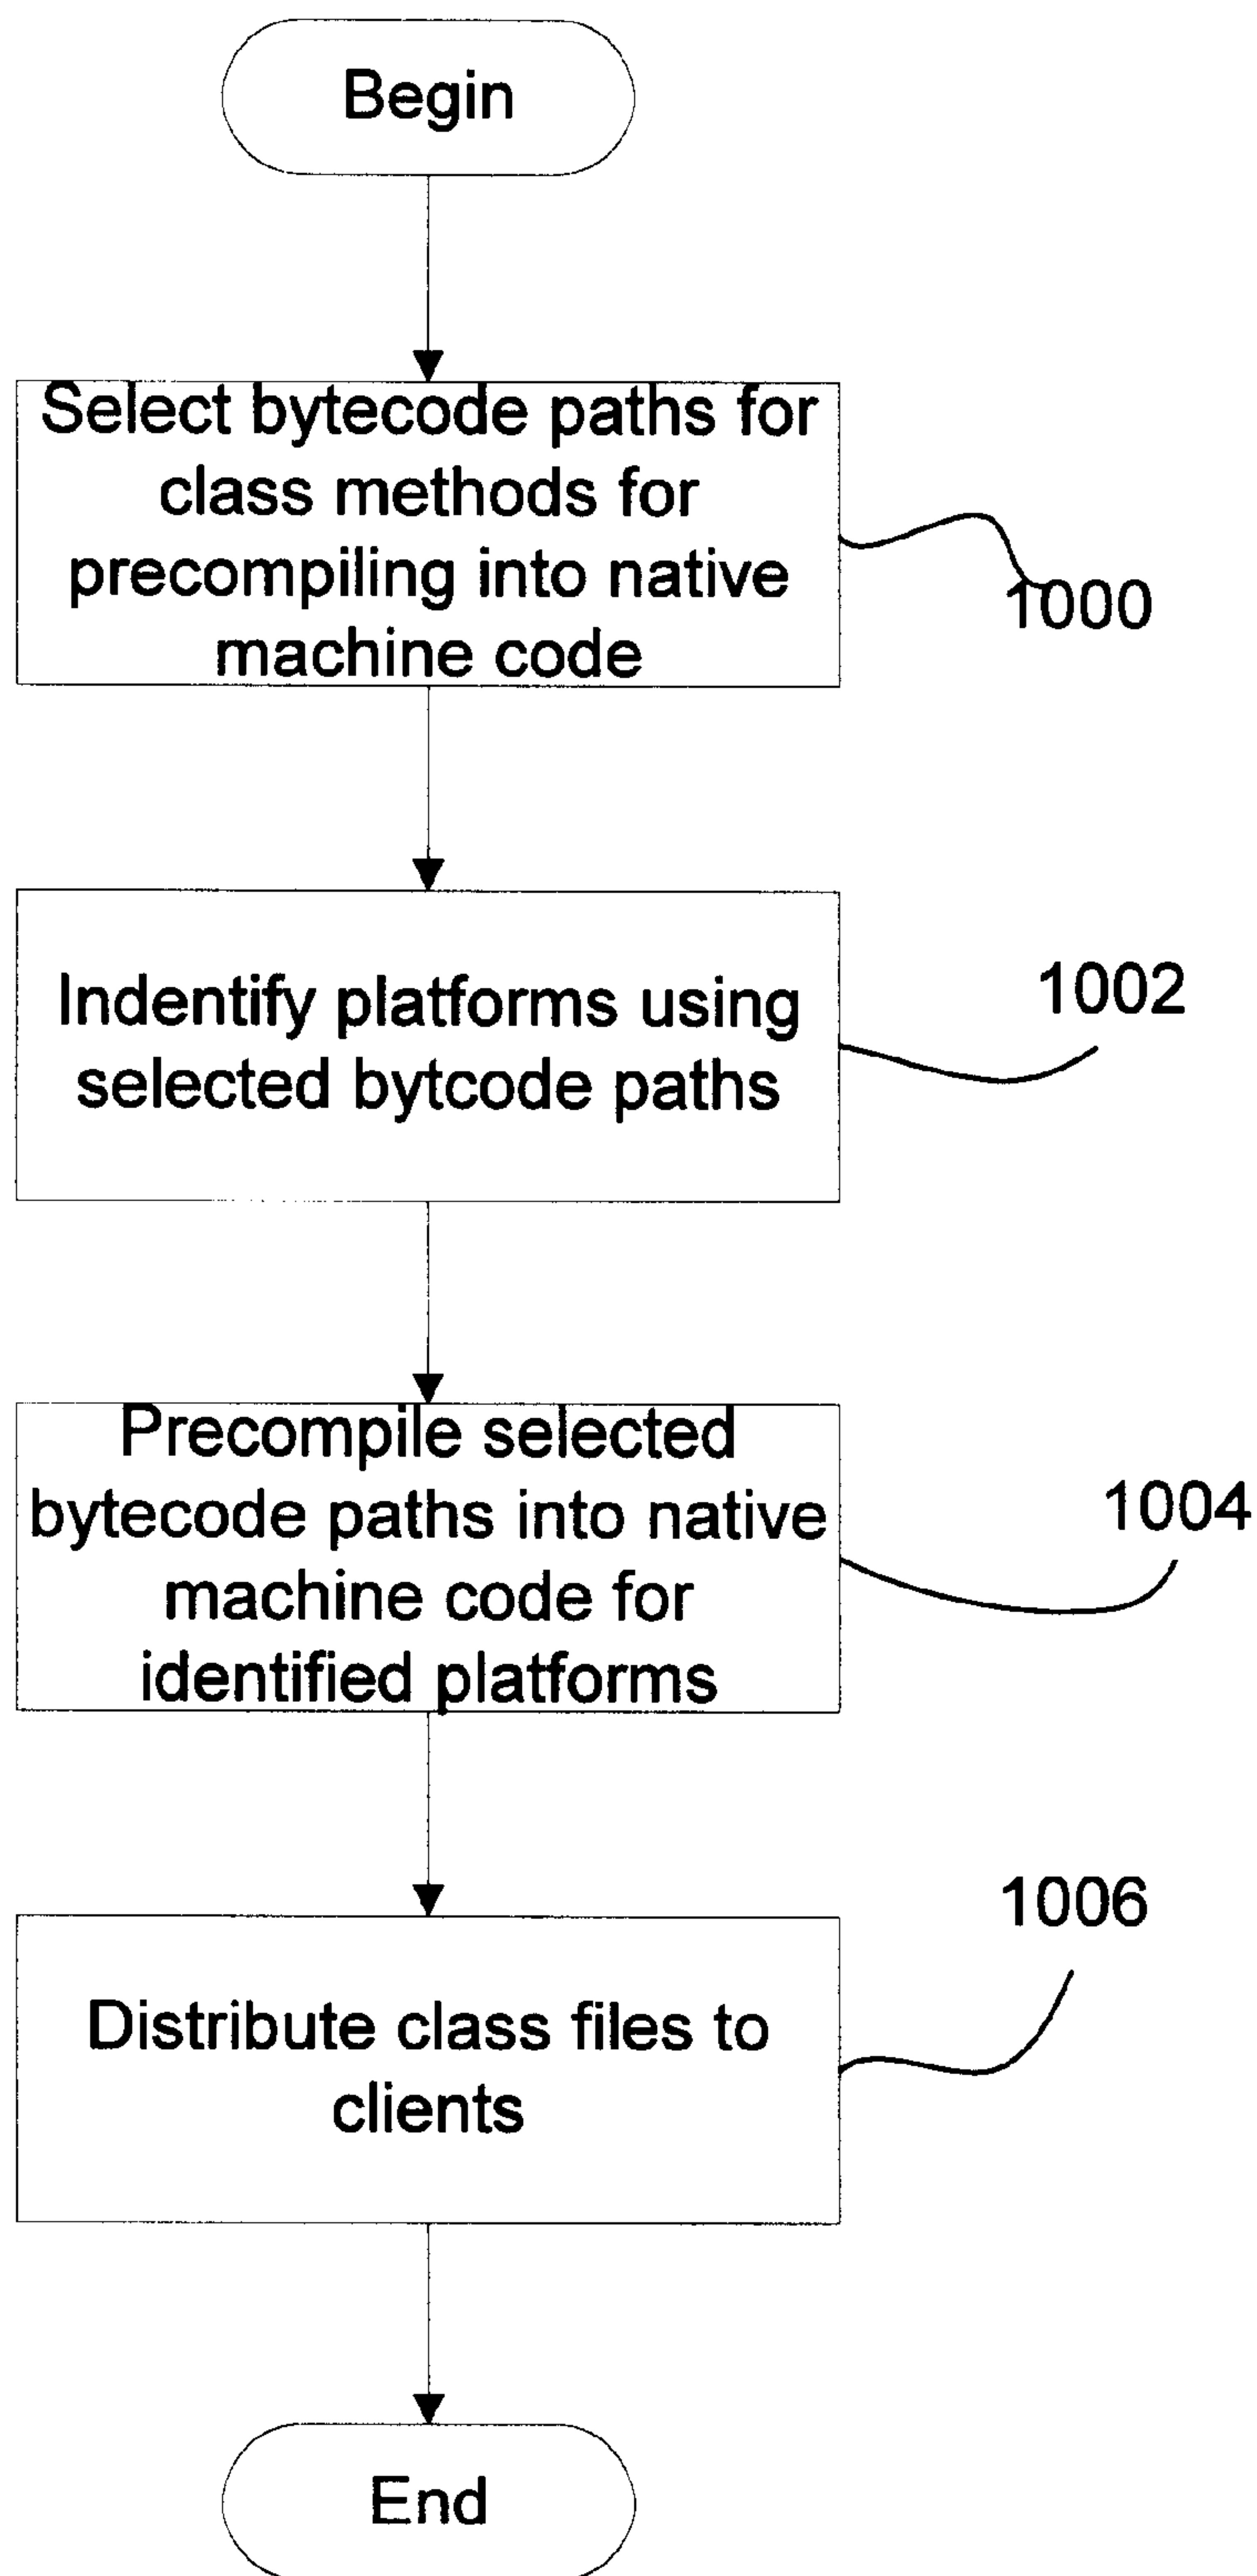 Begin
Select bytecode paths for
class methods for
precompiling into native
machine code
1000
Indentify platforms using
selected bytcode paths
1002
Precompile selected
bytecode paths into native
machine code for
identified platforms
1004
Distribute class files to
clients
1006
End